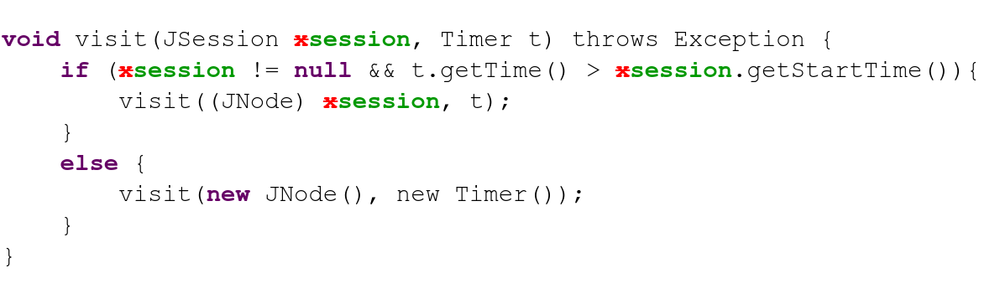 void visit(JSession xsession, Timer t) throws Exception {
    if (xsession != null && t.getTime() > xsession.getStartTime()){
        visit((JNode) xsession, t);
    }
    else {
        visit(new JNode(), new Timer());
    }
}